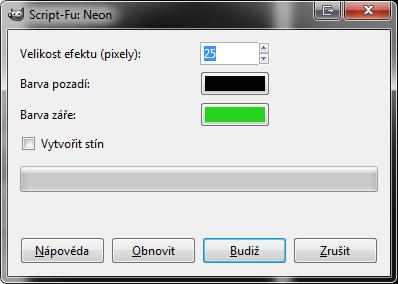 Script-Fu: Neon
Velikost efektu (pixely): 25
Barva pozadí:
Barva záře:
Vytvořit stín
Nápověda Obnovit Budiž Zrušit